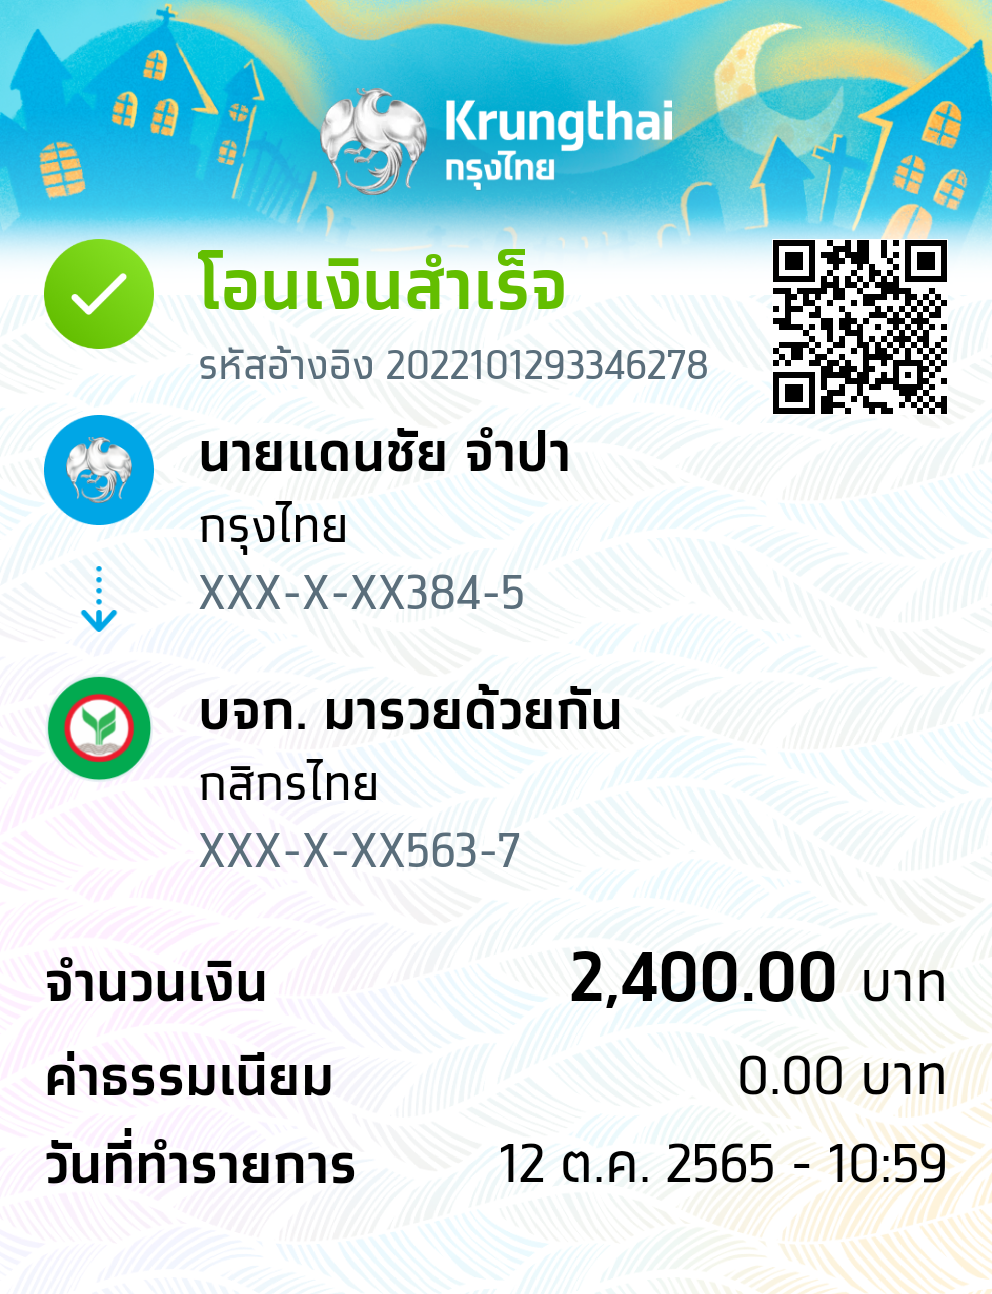 Krungthai
กรุงไทย
โอนเงินสำเร็จ
รหัสอ้างอิง 2022101293346278
นายแดนชัย จำปา
กรุงไทย
XXX-X-XX384-5
บจก. มารวยด้วยกัน
กสิกรไทย
XXX-X-XX563-7
จำนวนเงิน 2,400.00 บาท
ค่าธรรมเนียม 0.00 บาท
วันที่ทำรายการ 12 ต.ค. 2565 - 10:59